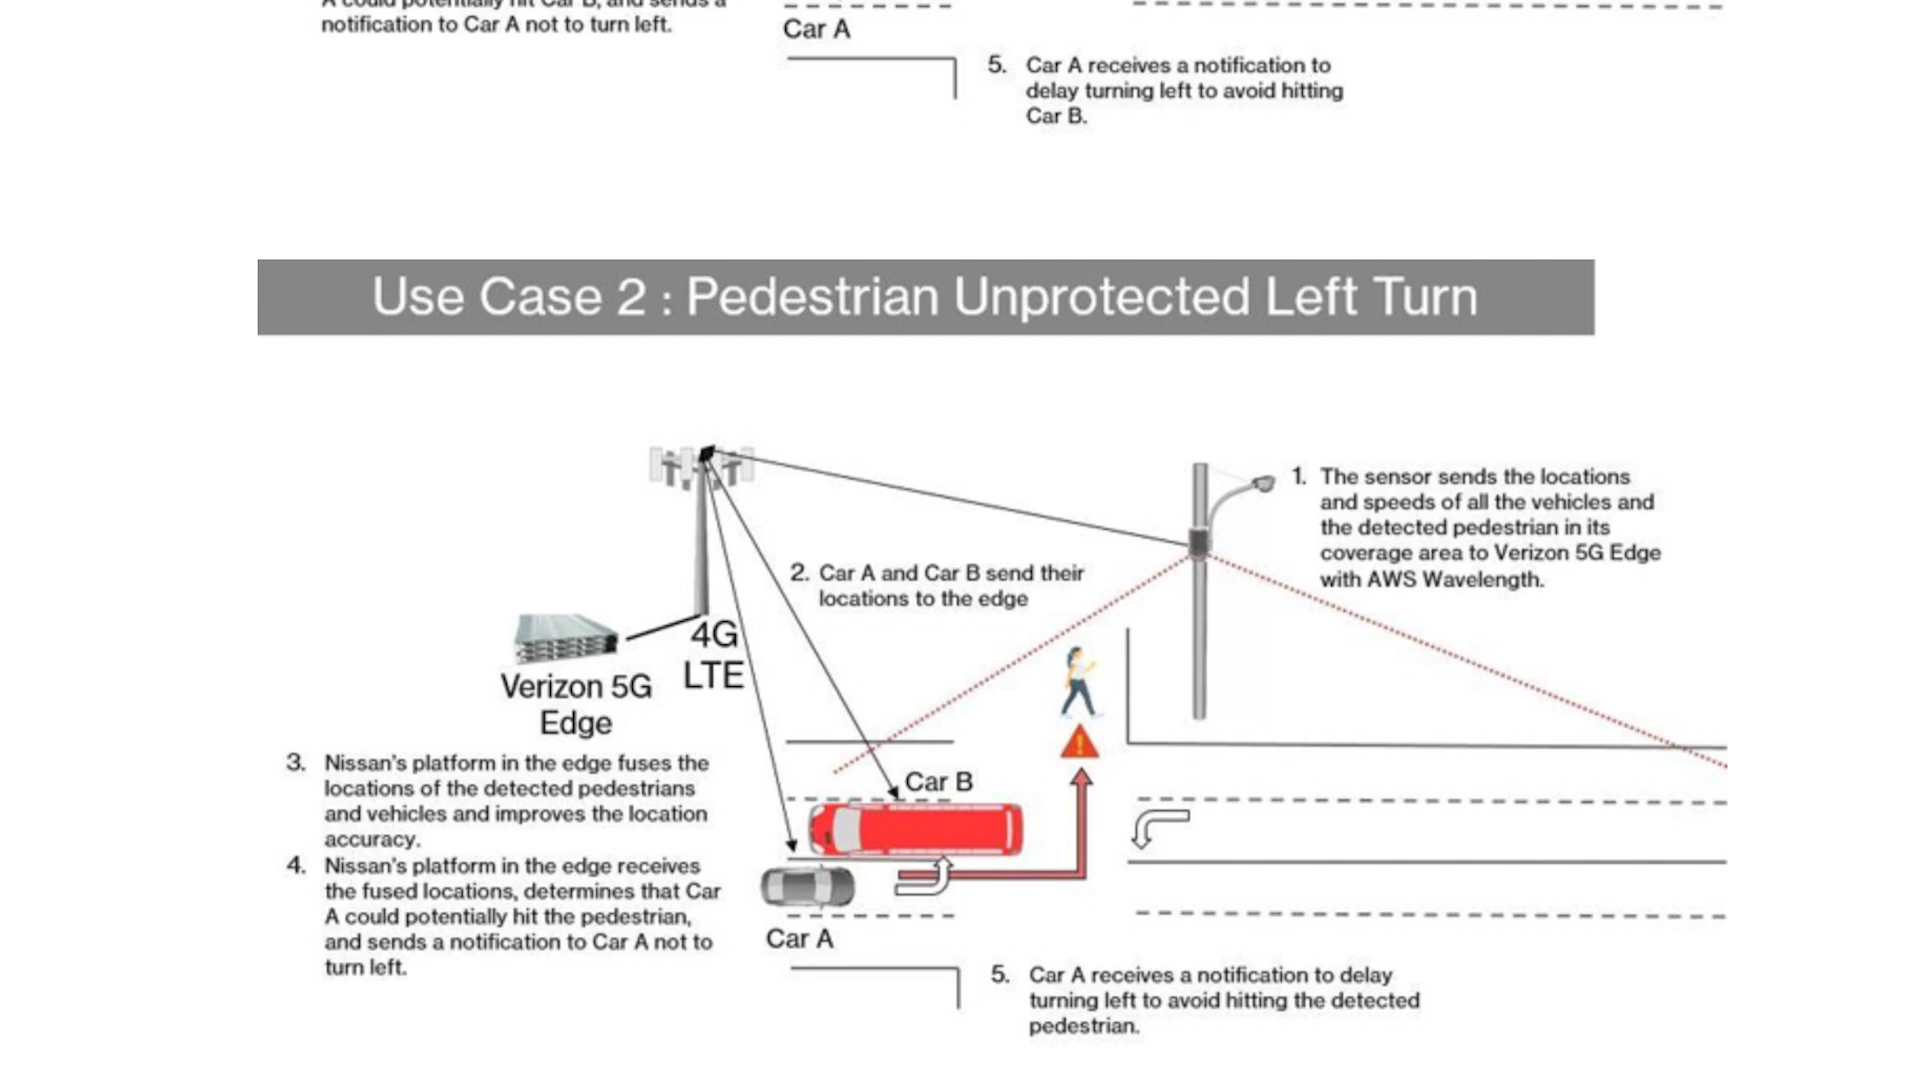 A could potentially hit Car B, and sends a
notification to Car A not to turn left.
Car A
5. Car A receives a notification to
delay turning left to avoid hitting
Car B.
Use Case 2 : Pedestrian Unprotected Left Turn
1. The sensor sends the locations
and speeds of all the vehicles and
the detected pedestrian in its
coverage area to Verizon 5G Edge
with AWS Wavelength.
2. Car A and Car B send their
locations to the edge
4G
LTE
Verizon 5G
Edge
3. Nissan's platform in the edge fuses the
locations of the detected pedestrians
and vehicles and improves the location
accuracy.
4. Nissan's platform in the edge receives
the fused locations, determines that Car
A could potentially hit the pedestrian,
and sends a notification to Car A not to
turn left.
Car B
Car A
5. Car A receives a notification to delay
turning left to avoid hitting the detected
pedestrian.